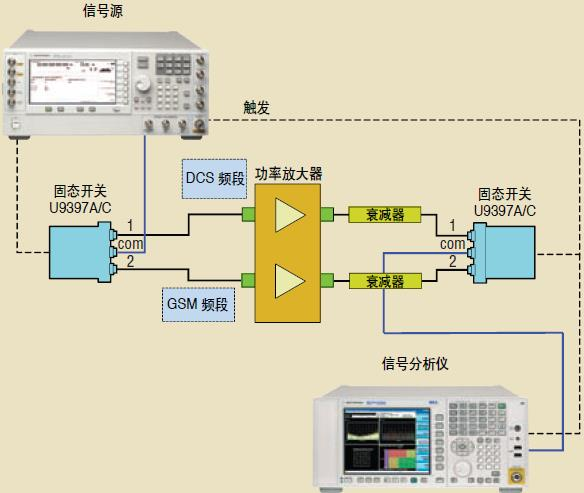 信号源
触发
DCS 频段
功率放大器
固态开关
U9397A/C
固态开关
U9397A/C
1
衰减器
1
com
com
2
衰减器
2
GSM 频段
信号分析仪